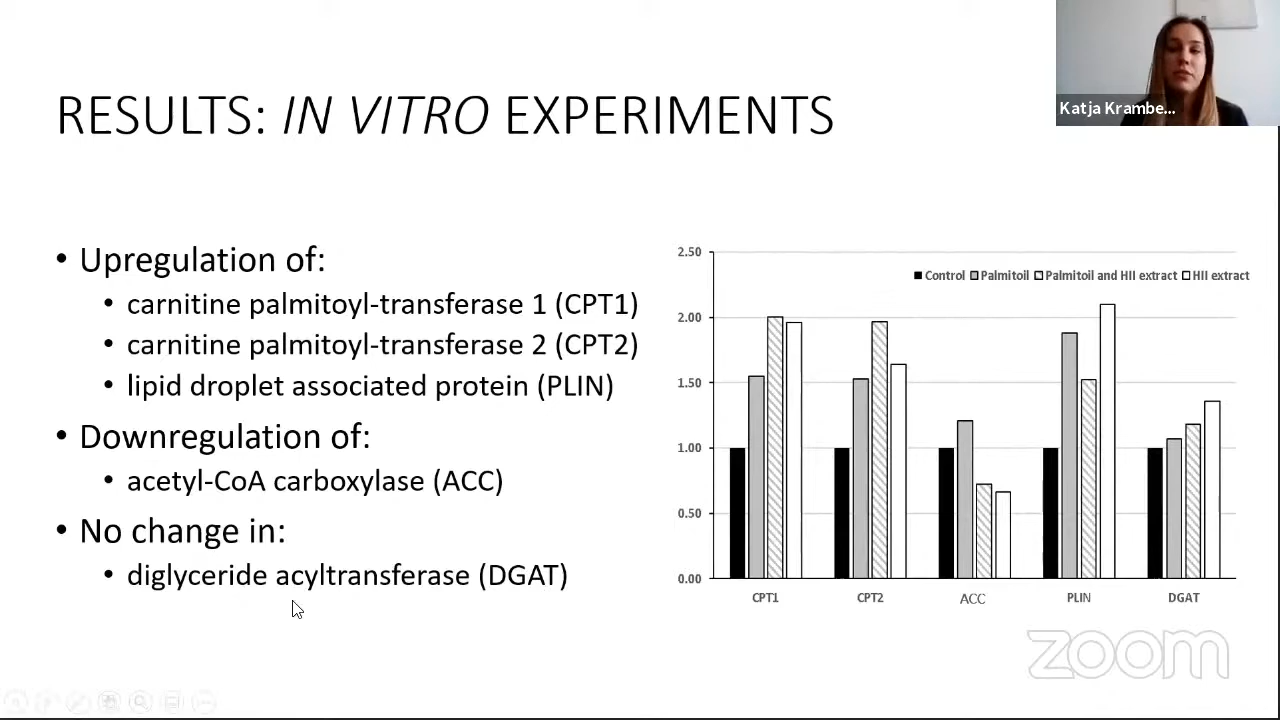 Katja Krambe...
RESULTS: IN VITRO EXPERIMENTS
• Upregulation of:
• carnitine palmitoyl-transferase 1 (CPT1)
• carnitine palmitoyl-transferase 2 (CPT2)
• lipid droplet associated protein (PLIN)
• Downregulation of:
• acetyl-CoA carboxylase (ACC)
• No change in:
• diglyceride acyltransferase (DGAT)
2.50
Control Palmitoil Palmitoil and HII extract HII extract
2.00
1.50
1.00
0.50
0.00
CPT1 CPT2 ACC PLIN DGAT
zoom